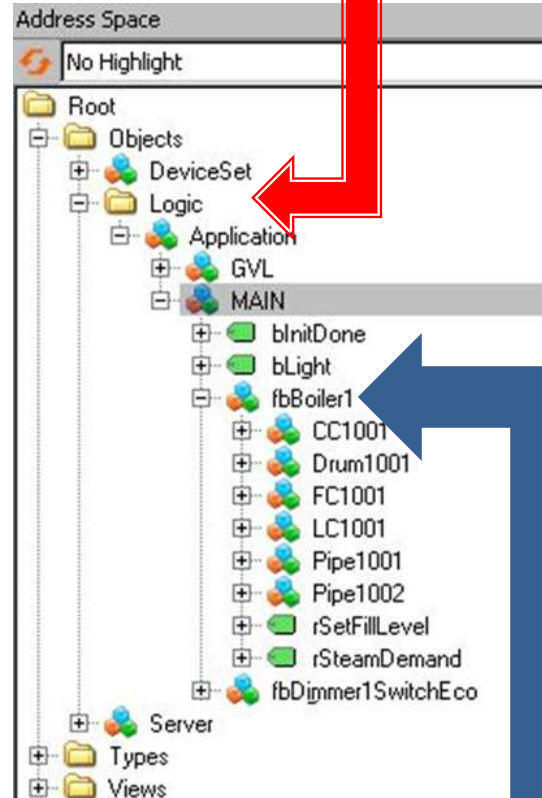 Address Space
No Highlight
Root
Objects
DeviceSet
Logic
Application
GVL
MAIN
bInitDone
bLight
fbBoiler1
CC1001
Drum1001
FC1001
LC1001
Pipe1001
Pipe1002
rSetFillLevel
rSteamDemand
fbDimmer1SwitchEco
Server
Types
Views